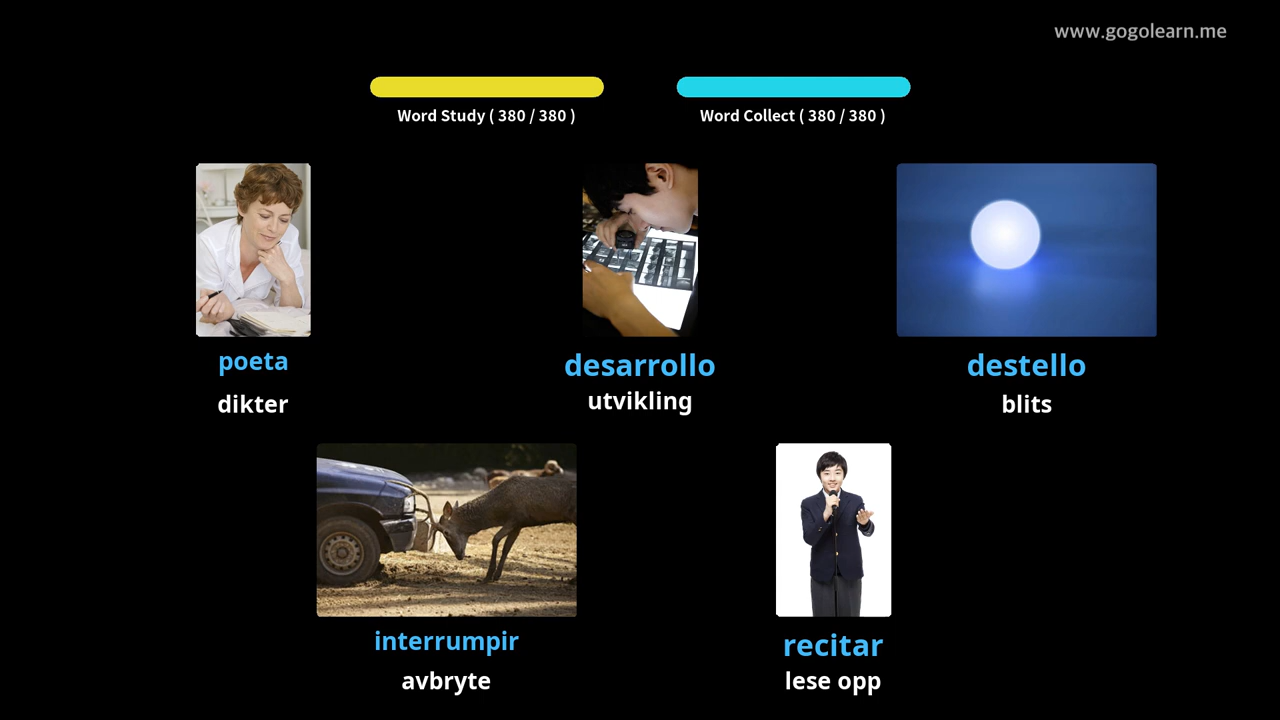 www.gogolearn.me
Word Study ( 380 / 380 )
Word Collect ( 380 / 380 )
poeta
dikter
desarrollo
utvikling
destello
blits
interrumpir
avbryte
recitar
lese opp